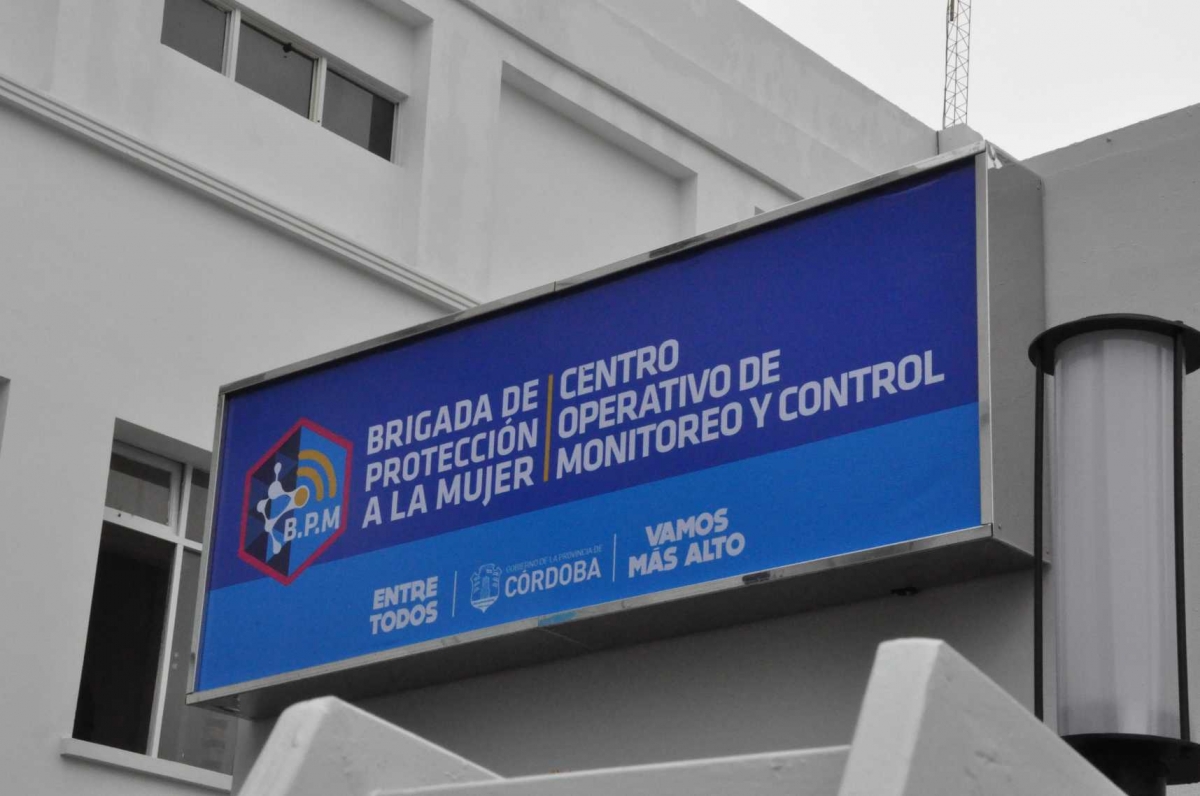 B.P.M
BRIGADA DE
PROTECCIÓN
A LA MUJER
CENTRO
OPERATIVO DE
MONITOREO Y CONTROL
ENTRE
TODOS
GOBIERNO DE LA PROVINCIA DE
CÓRDOBA
VAMOS
MÁS ALTO